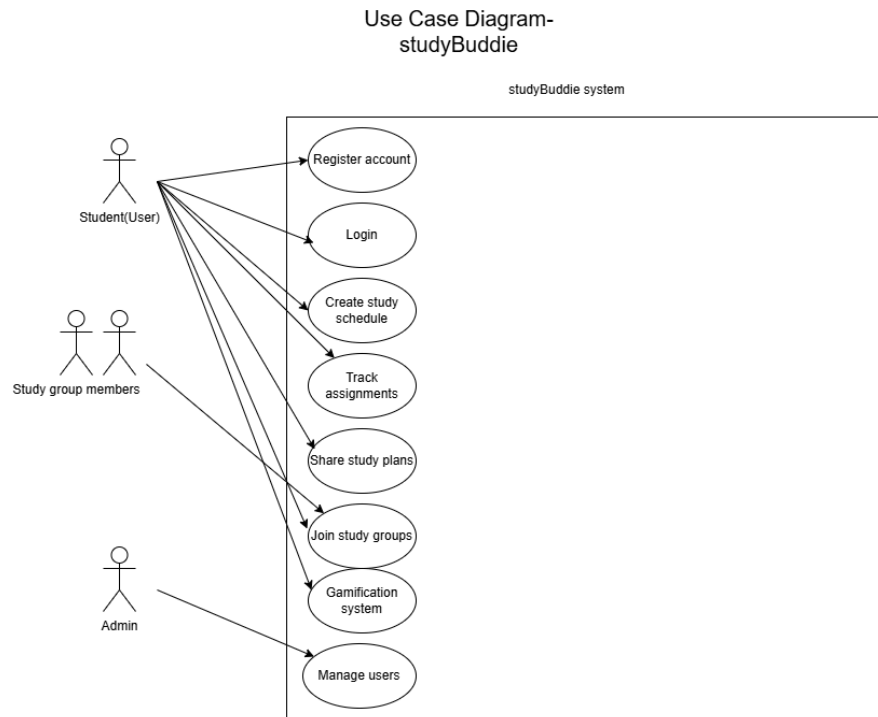 Use Case Diagram-
studyBuddie
studyBuddie system
Register account
Student(User)
Login
Create study
schedule
Track
assignments
Study group members
Share study plans
Join study groups
Gamification
system
Admin
Manage users